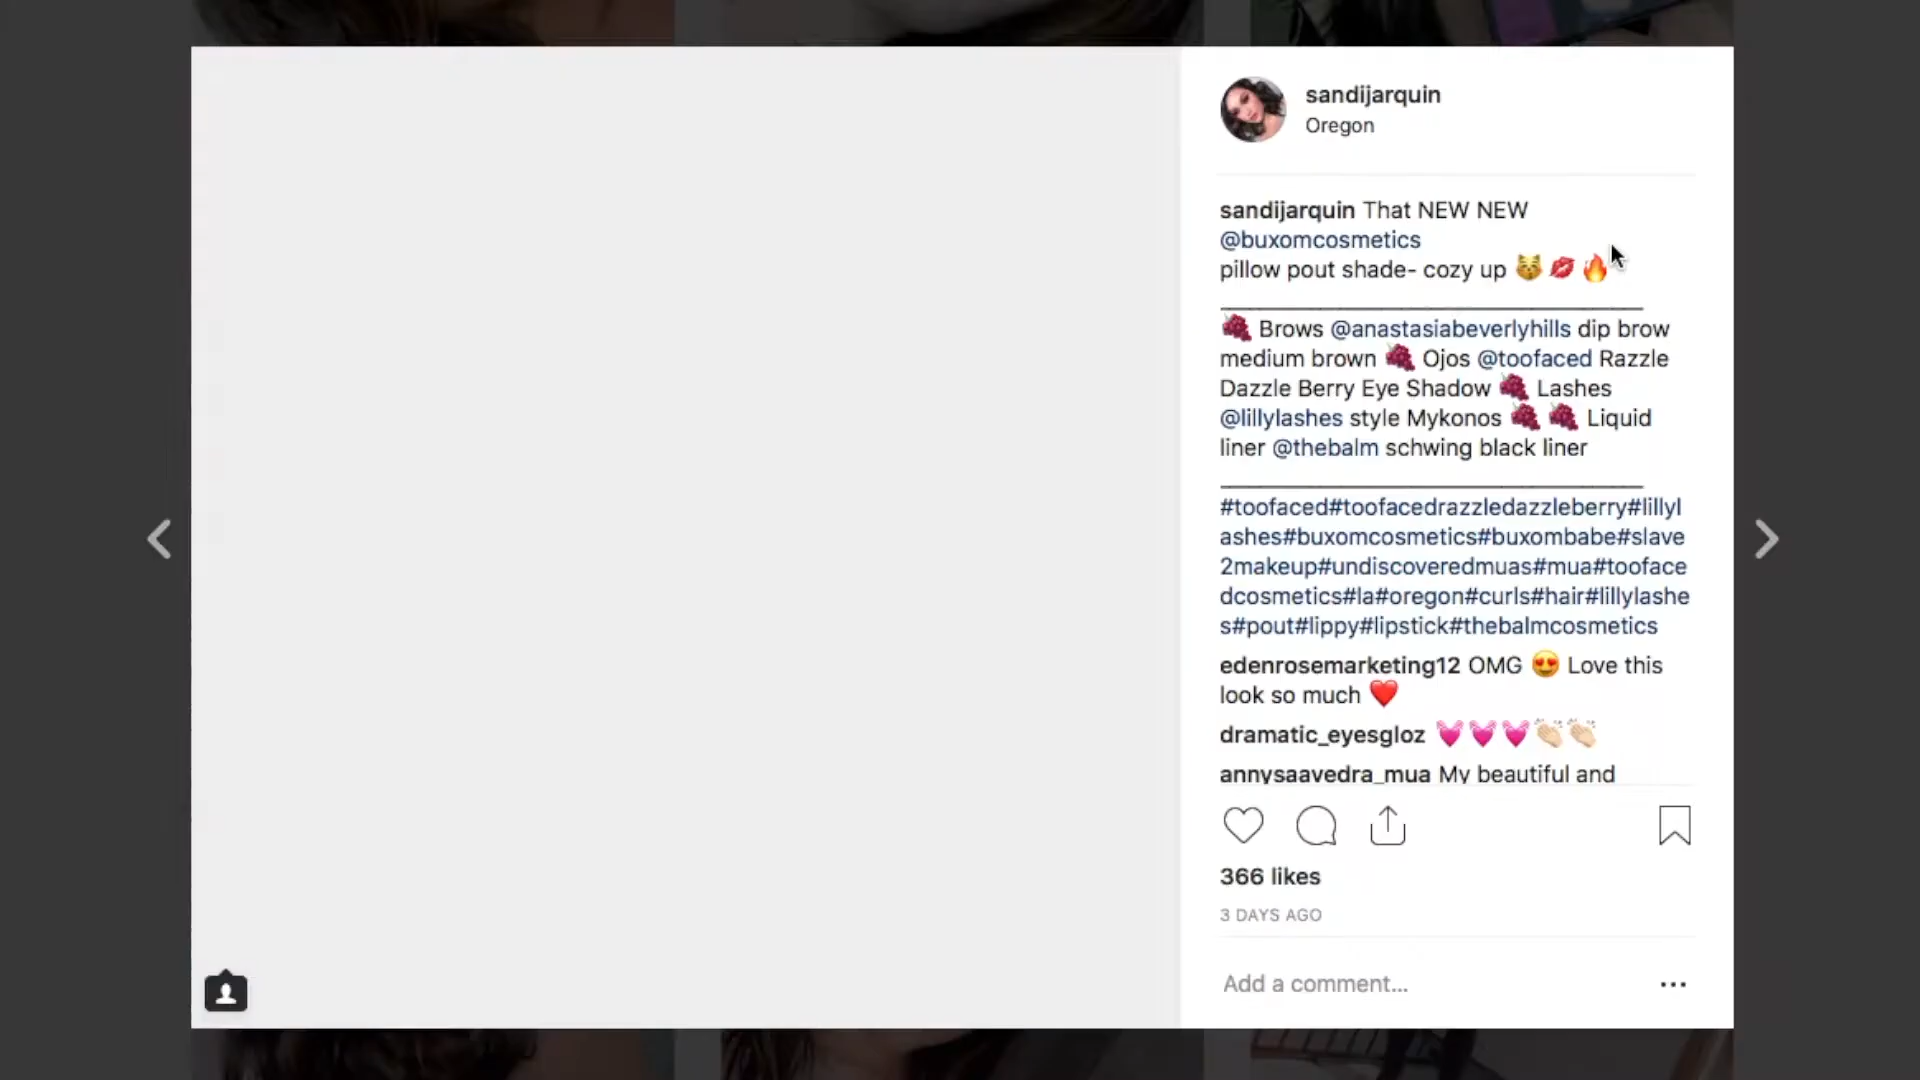 sandijarquin
Oregon
sandijarquin That NEW NEW
@buxomcosmetics
pillow pout shade- cozy up 😽 💋 🔥
🍇 Brows @anastasiabeverlyhills dip brow
medium brown 🍇 Ojos @toofaced Razzle
Dazzle Berry Eye Shadow 🍇 Lashes
@lillylashes style Mykonos 🍇 🍇 Liquid
liner @thebalm schwing black liner
#toofaced#toofacedrazzledazzleberry#lillyl
ashes#buxomcosmetics#buxombabe#slave
2makeup#undiscoveredmuas#mua#tooface
dcosmetics#la#oregon#curls#hair#lillylashe
s#pout#lippy#lipstick#thebalmcosmetics
edenrosemarketing12 OMG 😍 Love this
look so much ❤️
dramatic_eyesgloz 💓💓💓👏🏻👏🏻
annysaavedra_mua My beautiful and
366 likes
3 DAYS AGO
Add a comment...